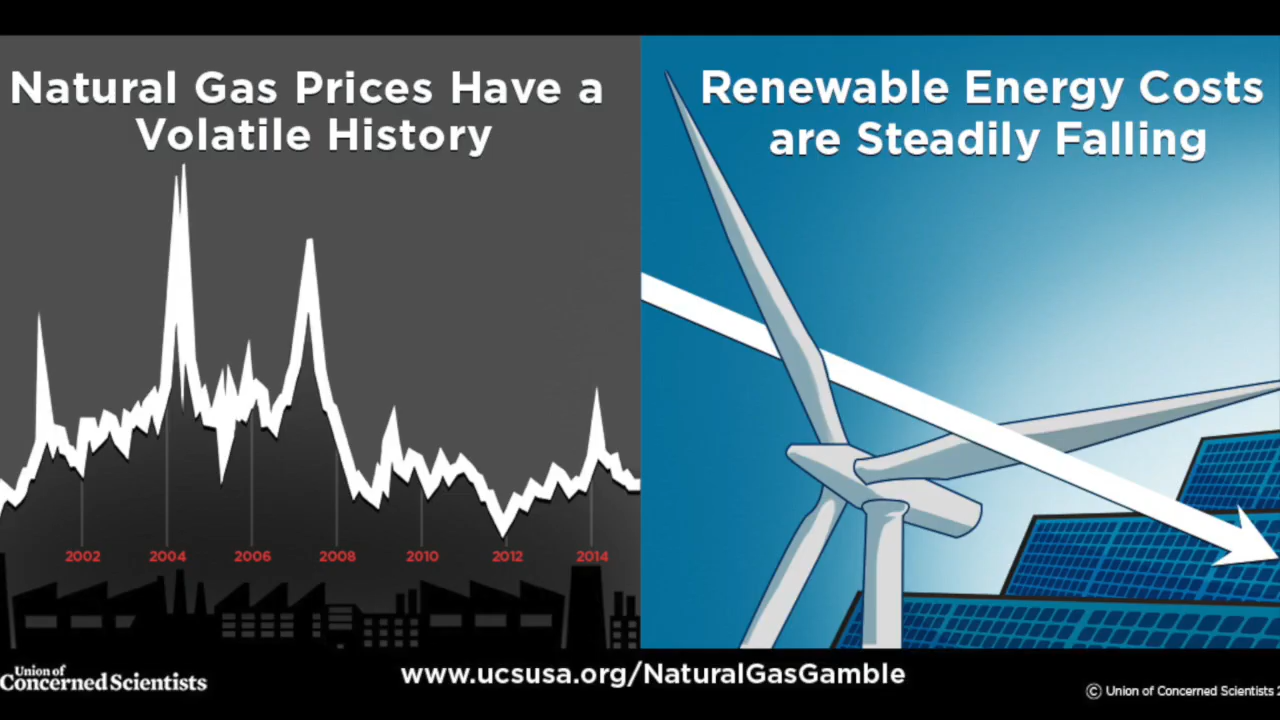 Natural Gas Prices Have a
Volatile History
Renewable Energy Costs
are Steadily Falling
2002
2004
2006
2008
2010
2012
2014
Union of
Concerned Scientists
www.ucsusa.org/NaturalGasGamble
© Union of Concerned Scientists